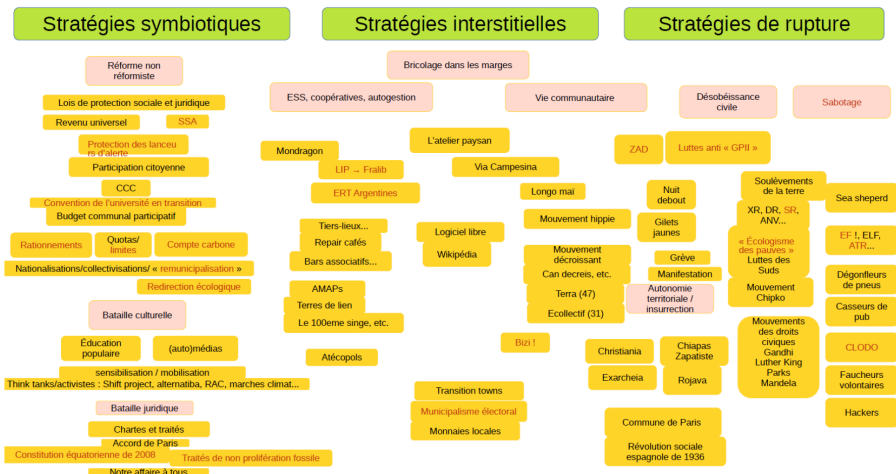 Stratégies symbiotiques
Stratégies interstitielles
Stratégies de rupture
Réforme non
réformiste
Lois de protection sociale et juridique
Revenu universel
SSA
Protection des lanceu
rs d'alerte
Participation citoyenne
CCC
Convention de l'université en transition
Budget communal participatif
Rationnements
Quotas/
limites
Compte carbone
Nationalisations/collectivisations/ « remunicipalisation »
Redirection écologique
Bataille culturelle
Éducation
populaire
(auto)médias
sensibilisation / mobilisation
Think tanks/activistes : Shift project, alternatiba, RAC, marches climat...
Bataille juridique
Chartes et traités
Accord de Paris
Constitution équatorienne de 2008
Traités de non prolifération fossile
Notre affaire à tous
Bricolage dans les marges
ESS, coopératives, autogestion
Vie communautaire
Mondragon
LIP → Fralib
ERT Argentines
Tiers-lieux...
Repair cafés
Bars associatifs...
AMAPs
Terres de lien
Le 100eme singe, etc.
Atécopols
L'atelier paysan
Via Campesina
Longo maï
Mouvement hippie
Logiciel libre
Wikipédia
Mouvement
décroissant
Can decreis, etc.
Terra (47)
Ecollectif (31)
Bizi !
Transition towns
Municipalisme électoral
Monnaies locales
Désobéissance
civile
Sabotage
ZAD
Luttes anti « GPII »
Nuit
debout
Gilets
jaunes
Grève
Manifestation
Autonomie
territoriale /
insurrection
Soulèvements
de la terre
XR, DR, SR,
ANV...
« Écologisme
des pauves »
Luttes des
Suds
Mouvement
Chipko
Mouvements
des droits
civiques
Gandhi
Luther King
Parks
Mandela
Sea sheperd
EF !, ELF,
ATR...
Dégonfleurs
de pneus
Casseurs de
pub
CLODO
Faucheurs
volontaires
Hackers
Christiania
Chiapas
Zapatiste
Exarcheia
Rojava
Commune de Paris
Révolution sociale
espagnole de 1936